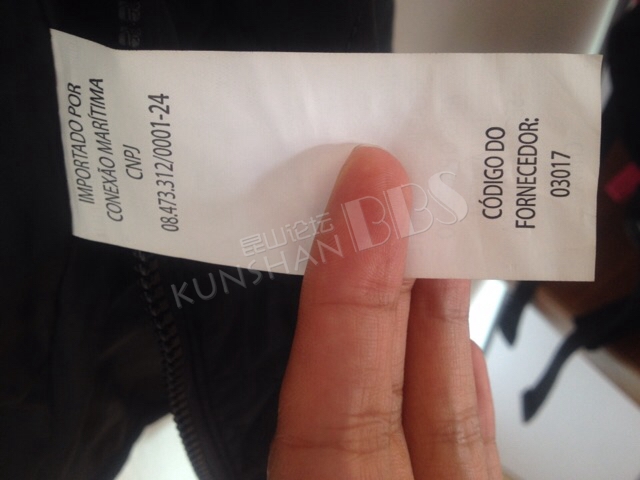 IMPORTADO POR
CONEXÃO MARÍTIMA
CNPJ
08.473.312/0001-24
CÓDIGO DO
FORNECEDOR:
03017
昆山论坛 BBS
KUNSHAN